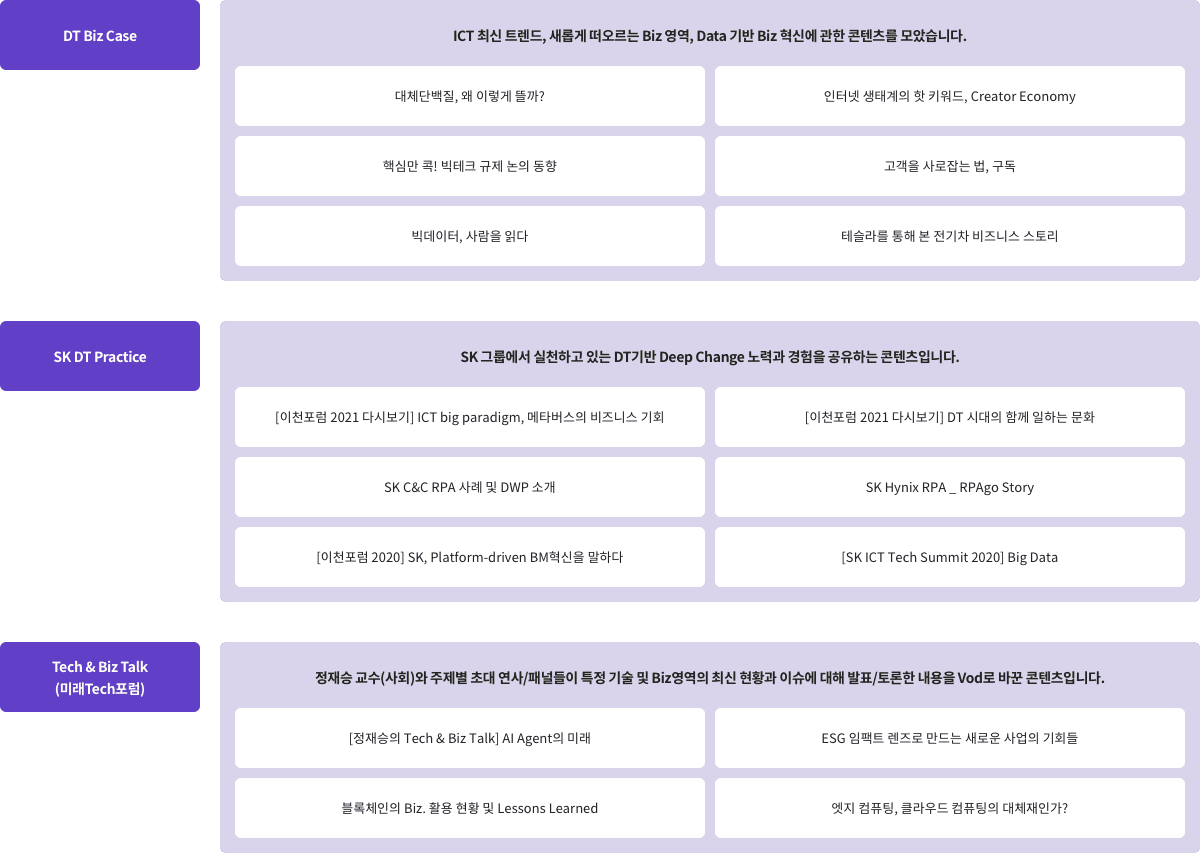 DT Biz Case
ICT 최신 트렌드, 새롭게 떠오르는 Biz 영역, Data 기반 Biz 혁신에 관한 콘텐츠를 모았습니다.
대체단백질, 왜 이렇게 뜰까?
인터넷 생태계의 핫 키워드, Creator Economy
핵심만 콕! 빅테크 규제 논의 동향
고객을 사로잡는 법, 구독
빅데이터, 사람을 읽다
테슬라를 통해 본 전기차 비즈니스 스토리
SK DT Practice
SK 그룹에서 실천하고 있는 DT기반 Deep Change 노력과 경험을 공유하는 콘텐츠입니다.
[이천포럼 2021 다시보기] ICT big paradigm, 메타버스의 비즈니스 기회
[이천포럼 2021 다시보기] DT 시대의 함께 일하는 문화
SK C&C RPA 사례 및 DWP 소개
SK Hynix RPA _ RPAgo Story
[이천포럼 2020] SK, Platform-driven BM혁신을 말하다
[SK ICT Tech Summit 2020] Big Data
Tech & Biz Talk
(미래Tech포럼)
정재승 교수(사회)와 주제별 초대 연사/패널들이 특정 기술 및 Biz영역의 최신 현황과 이슈에 대해 발표/토론한 내용을 Vod로 바꾼 콘텐츠입니다.
[정재승의 Tech & Biz Talk] AI Agent의 미래
ESG 임팩트 렌즈로 만드는 새로운 사업의 기회들
블록체인의 Biz. 활용 현황 및 Lessons Learned
엣지 컴퓨팅, 클라우드 컴퓨팅의 대체재인가?